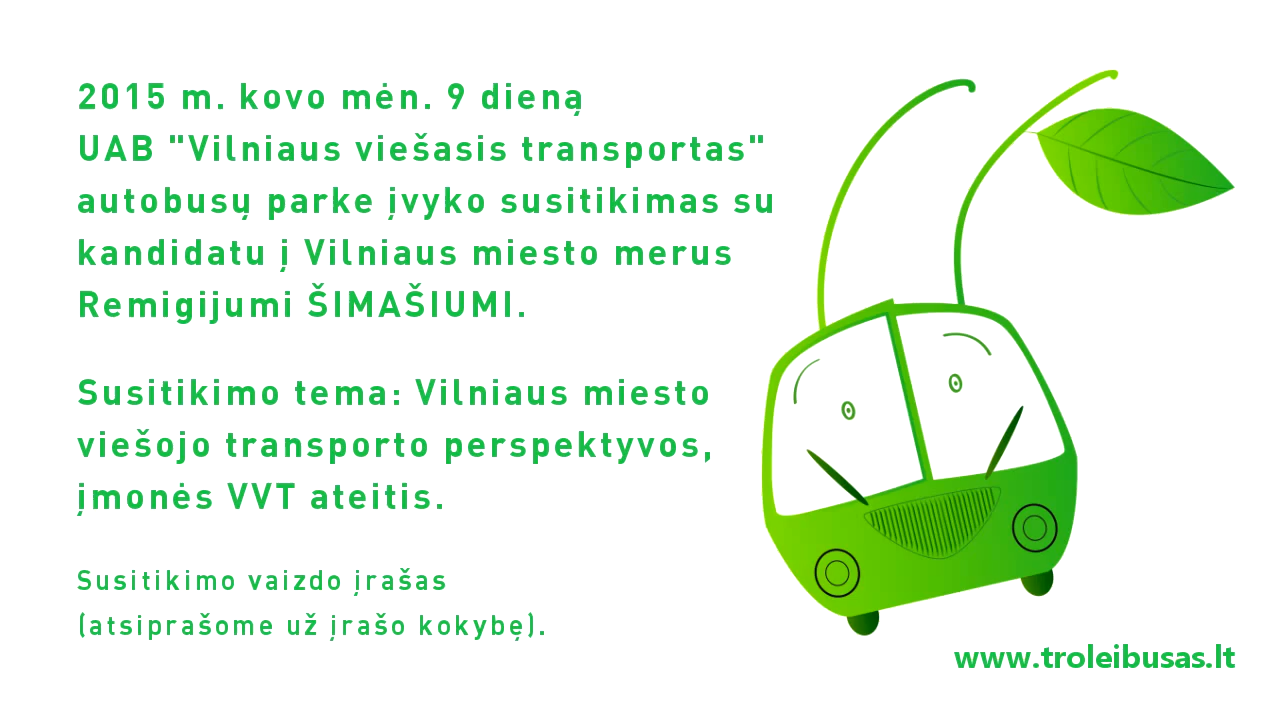 2015 m. kovo mėn. 9 dieną
UAB "Vilniaus viešasis transportas"
autobusų parke įvyko susitikimas su
kandidatu į Vilniaus miesto merus
Remigijumi ŠIMAŠIUMI.
Susitikimo tema: Vilniaus miesto
viešojo transporto perspektyvos,
įmonės VVT ateitis.
Susitikimo vaizdo įrašas
(atsiprašome už įrašo kokybę).
www.troleibusas.lt